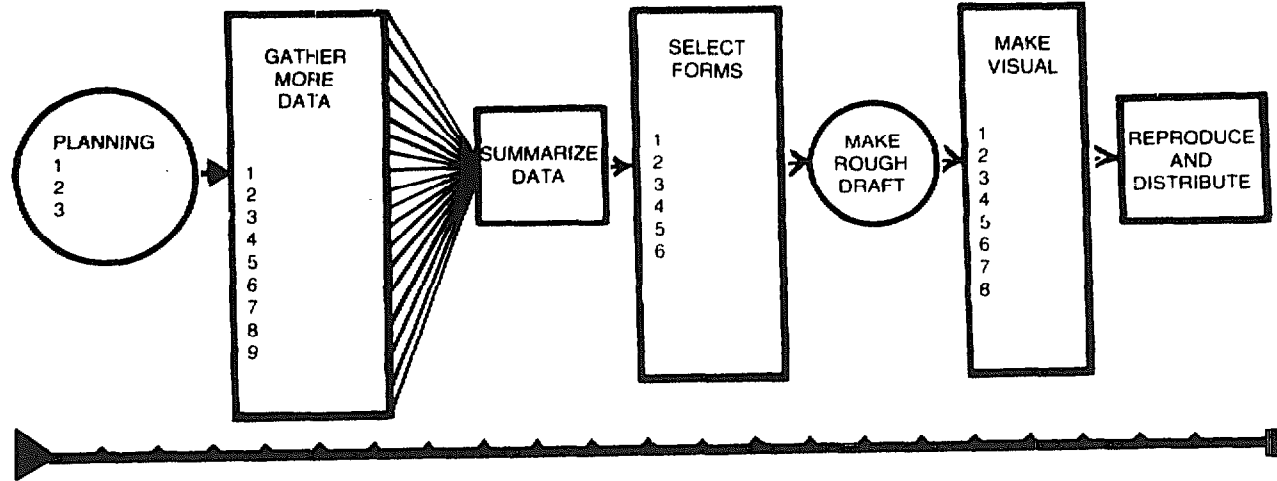 PLANNING
1
2
3
GATHER
MORE
DATA
1
2
3
4
5
6
7
8
9
SUMMARIZE
DATA
SELECT
FORMS
1
2
3
4
5
6
MAKE
ROUGH
DRAFT
MAKE
VISUAL
1
2
3
4
5
6
7
8
REPRODUCE
AND
DISTRIBUTE